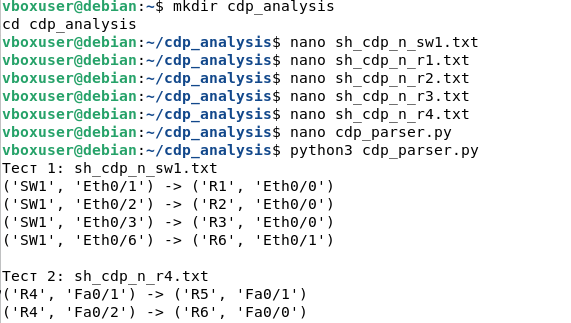 vboxuser@debian:~$ mkdir cdp_analysis
cd cdp_analysis
vboxuser@debian:~/cdp_analysis$ nano sh_cdp_n_sw1.txt
vboxuser@debian:~/cdp_analysis$ nano sh_cdp_n_r1.txt
vboxuser@debian:~/cdp_analysis$ nano sh_cdp_n_r2.txt
vboxuser@debian:~/cdp_analysis$ nano sh_cdp_n_r3.txt
vboxuser@debian:~/cdp_analysis$ nano sh_cdp_n_r4.txt
vboxuser@debian:~/cdp_analysis$ nano cdp_parser.py
vboxuser@debian:~/cdp_analysis$ python3 cdp_parser.py
Тест 1: sh_cdp_n_sw1.txt
('SW1', 'Eth0/1') -> ('R1', 'Eth0/0')
('SW1', 'Eth0/2') -> ('R2', 'Eth0/0')
('SW1', 'Eth0/3') -> ('R3', 'Eth0/0')
('SW1', 'Eth0/6') -> ('R6', 'Eth0/1')
Тест 2: sh_cdp_n_r4.txt
('R4', 'Fa0/1') -> ('R5', 'Fa0/1')
('R4', 'Fa0/2') -> ('R6', 'Fa0/0')